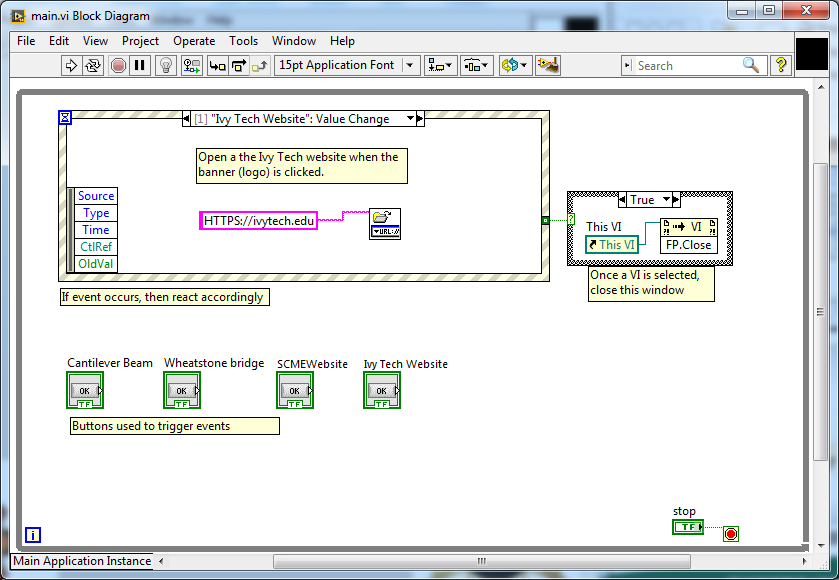 main.vi Block Diagram
File Edit View Project Operate Tools Window Help
15pt Application Font
Search
?
[1] "Ivy Tech Website": Value Change
Open a the Ivy Tech website when the
banner (logo) is clicked.
Source
Type
Time
CtlRef
OldVal
HTTPS://ivytech.edu
URL://
?
True
This VI
This VI
?! VI ?!
FP.Close
Once a VI is selected,
close this window
If event occurs, then react accordingly
Cantilever Beam Wheatstone bridge SCMEWebsite Ivy Tech Website
OK OK OK OK
TF TF TF TF
Buttons used to trigger events
stop
TF
i
Main Application Instance